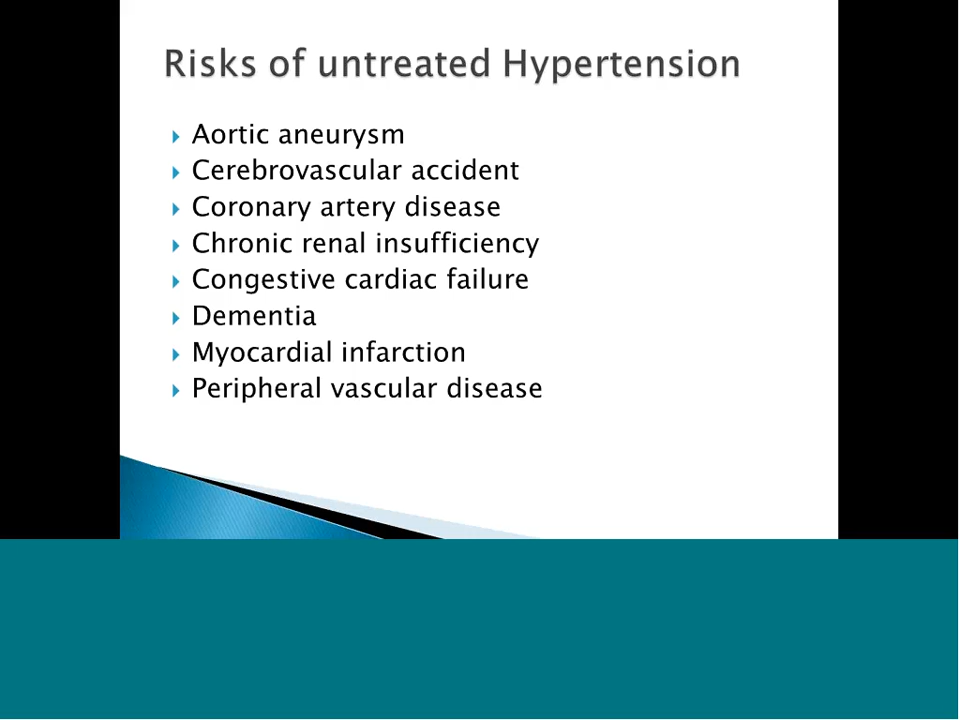 Risks of untreated Hypertension
Aortic aneurysm
Cerebrovascular accident
Coronary artery disease
Chronic renal insufficiency
Congestive cardiac failure
Dementia
Myocardial infarction
Peripheral vascular disease